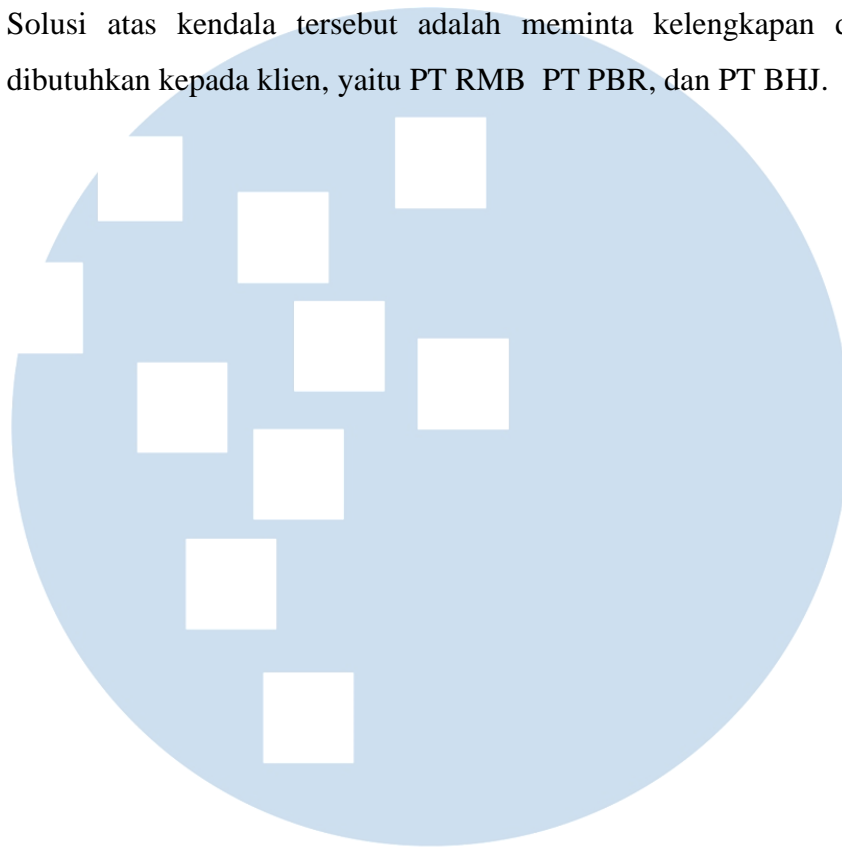 Solusi atas kendala tersebut adalah meminta kelengkapan
dibutuhkan kepada klien, yaitu PT RMB PT PBR, dan PT BHJ.